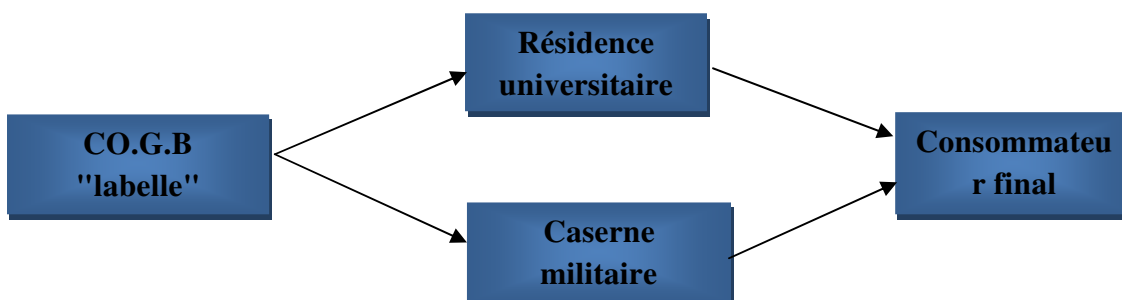 Résidence
universitaire
CO.G.B
"labelle"
Consommateu
r final
Caserne
militaire